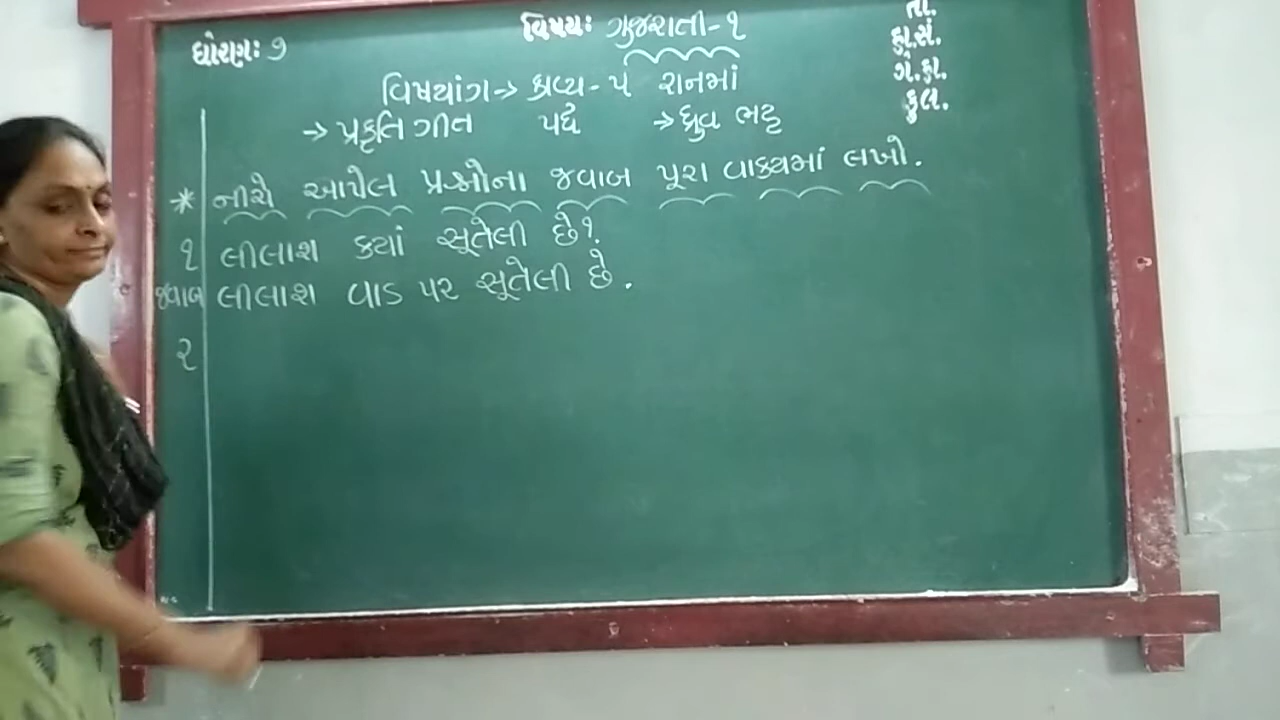 ધોરણઃ ૭
વિષયઃ ગુજરાતી-૧
તા.
હા.સં.
ગે.હા.
કુલ.
વિષયાંગ→ કાવ્ય-૫ રાનમાં
→ પ્રકૃતિ ગીત પદ્ય → ધ્રુવ ભટ્ટ
* નીચે આપેલ પ્રશ્નોના જવાબ પૂરા વાક્યમાં લખો.
૧ લીલાશ ક્યાં સૂતેલી છે?
જવાબ લીલાશ વાડ પર સૂતેલી છે.
૨